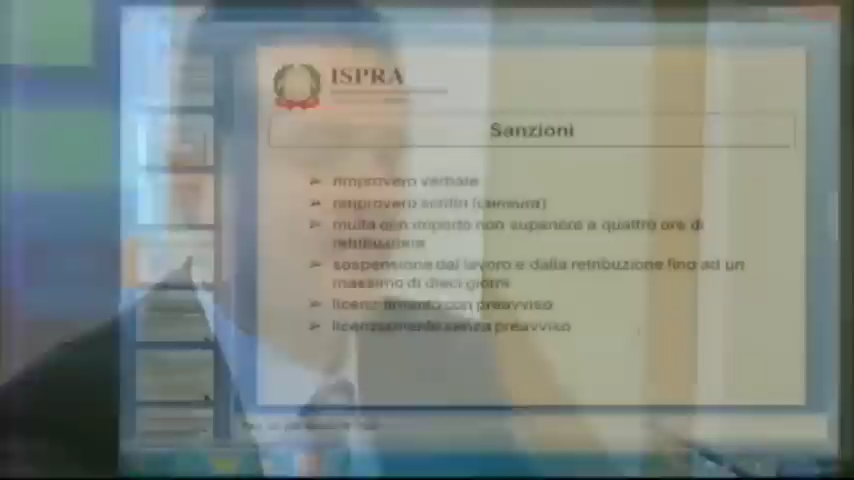 ISPRA
Sanzioni
➢ rimprovero verbale
➢ rimprovero scritto (censura)
➢ multa con importo non superiore a quattro ore di
retribuzione
➢ sospensione dal lavoro e dalla retribuzione fino ad un
massimo di dieci giorni
➢ licenziamento con preavviso
➢ licenziamento senza preavviso